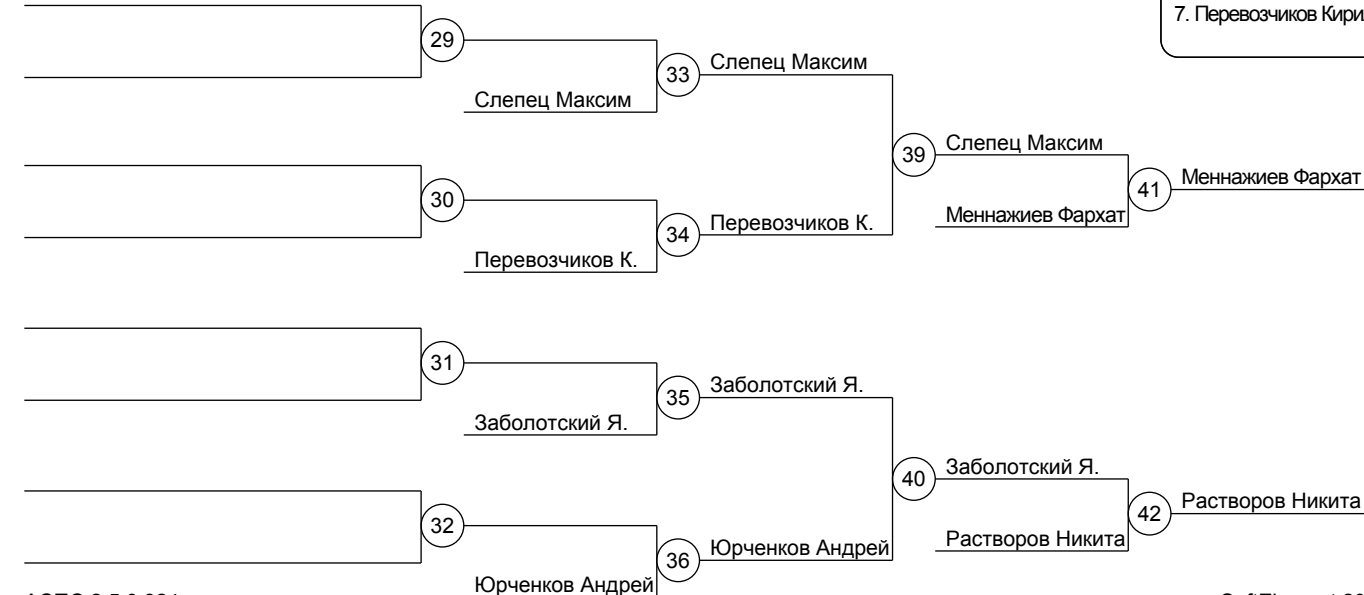 7. Перевозчиков Кири
29
Слепец Максим
33
Слепец Максим
39
Слепец Максим
41
Меннажиев Фархат
30
Перевозчиков К.
34
Перевозчиков К.
Меннажиев Фархат
31
Заболотский Я.
35
Заболотский Я.
40
Заболотский Я.
42
Растворов Никита
32
Юрченков Андрей
36
Юрченков Андрей
Растворов Никита